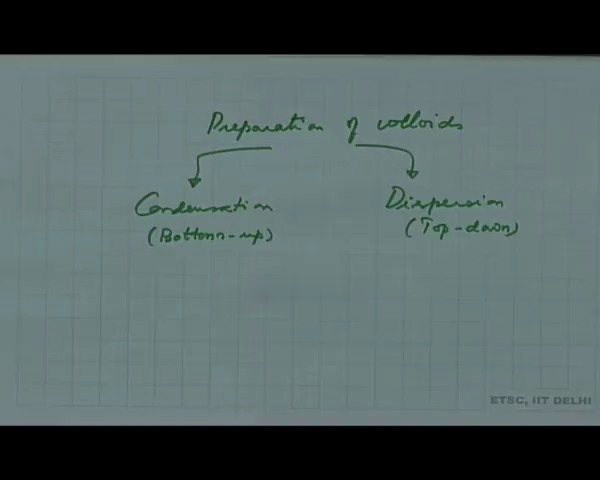 Preparation of colloids
Condensation Dispersion
(Bottom-up) (Top-down)
ETSC, IIT DELHI